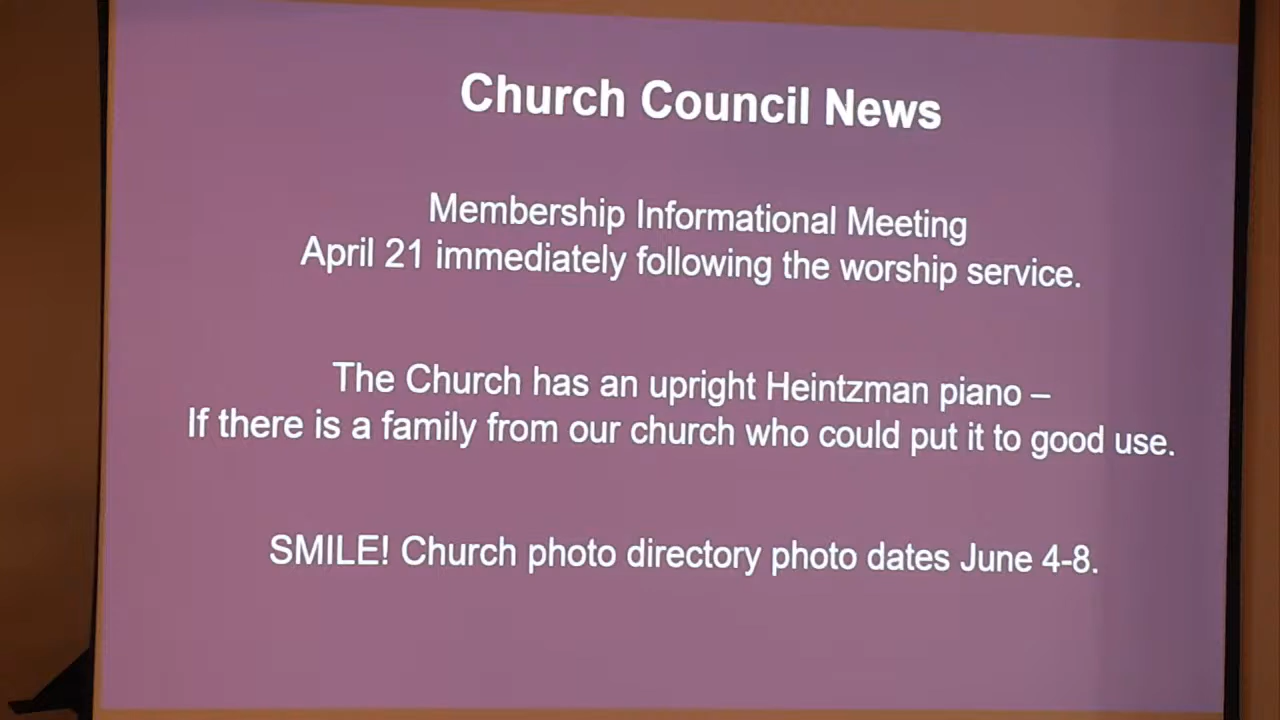 Church Council News
Membership Informational Meeting
April 21 immediately following the worship service.
The Church has an upright Heintzman piano –
If there is a family from our church who could put it to good use.
SMILE! Church photo directory photo dates June 4-8.